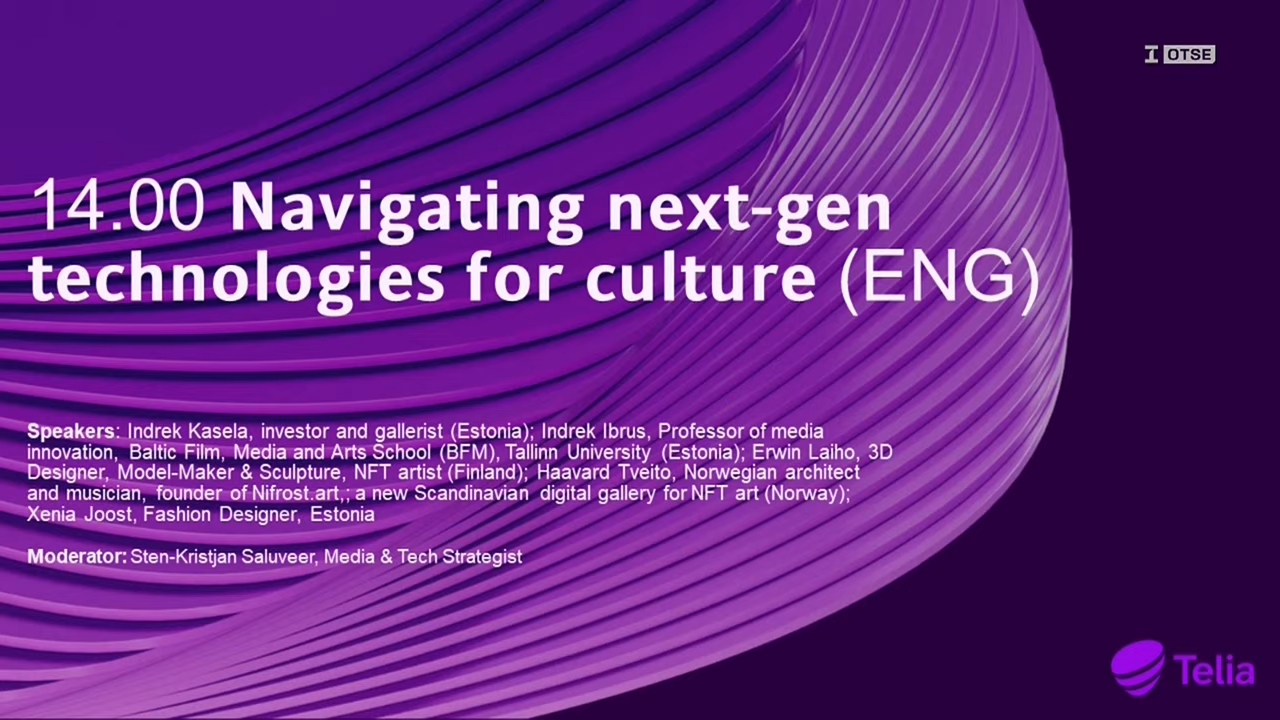 I OTSE
14.00 Navigating next-gen
technologies for culture (ENG)
Speakers: Indrek Kasela, investor and gallerist (Estonia); Indrek Ibrus, Professor of media
innovation, Baltic Film, Media and Arts School (BFM), Tallinn University (Estonia); Erwin Laiho, 3D
Designer, Model-Maker & Sculpture, NFT artist (Finland); Haavard Tveito, Norwegian architect
and musician, founder of Nifrost.art,; a new Scandinavian digital gallery for NFT art (Norway);
Xenia Joost, Fashion Designer, Estonia
Moderator: Sten-Kristjan Saluveer, Media & Tech Strategist
Telia